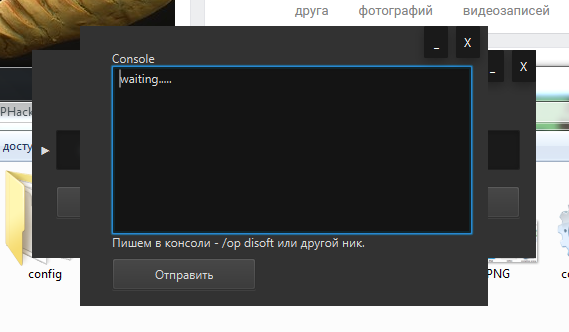 друга фотографий видеозаписей
_ X
Console
_ X
waiting.....
PHack
досту
Пишем в консоли - /op disoft или другой ник.
config
PNG
Отправить